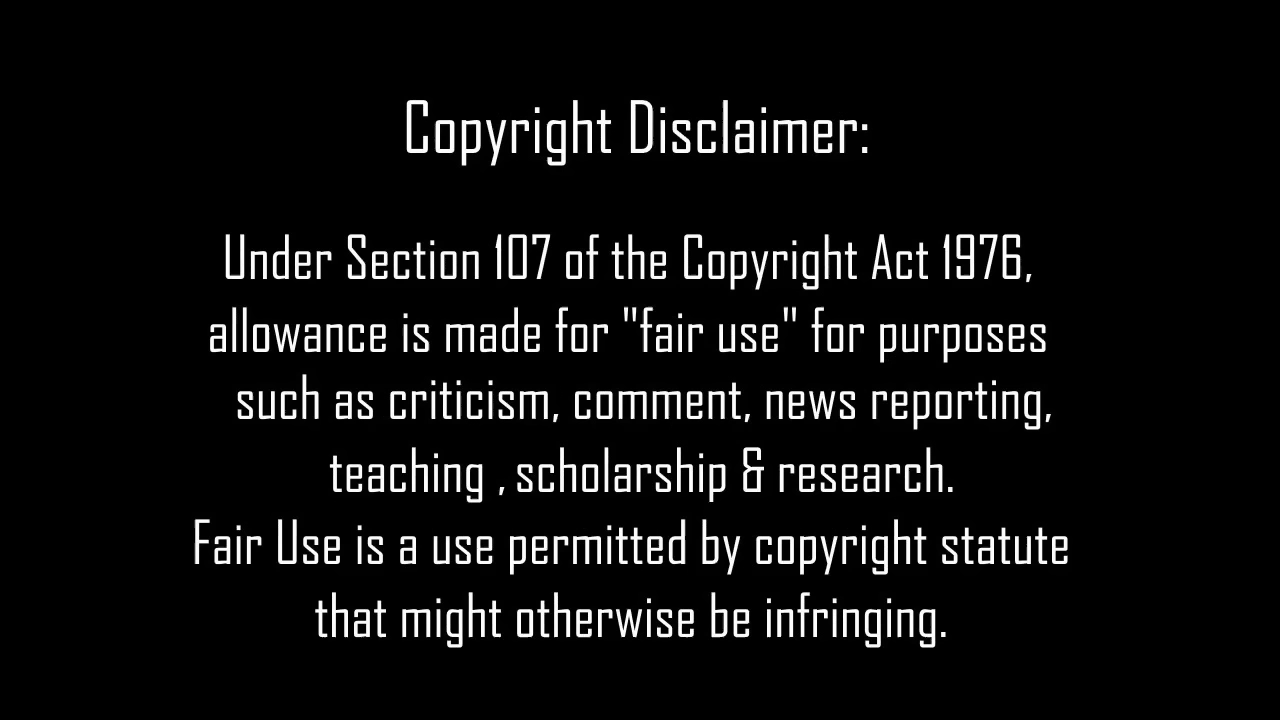 Copyright Disclaimer:
Under Section 107 of the Copyright Act 1976,
allowance is made for "fair use" for purposes
such as criticism, comment, news reporting,
teaching , scholarship & research.
Fair Use is a use permitted by copyright statute
that might otherwise be infringing.